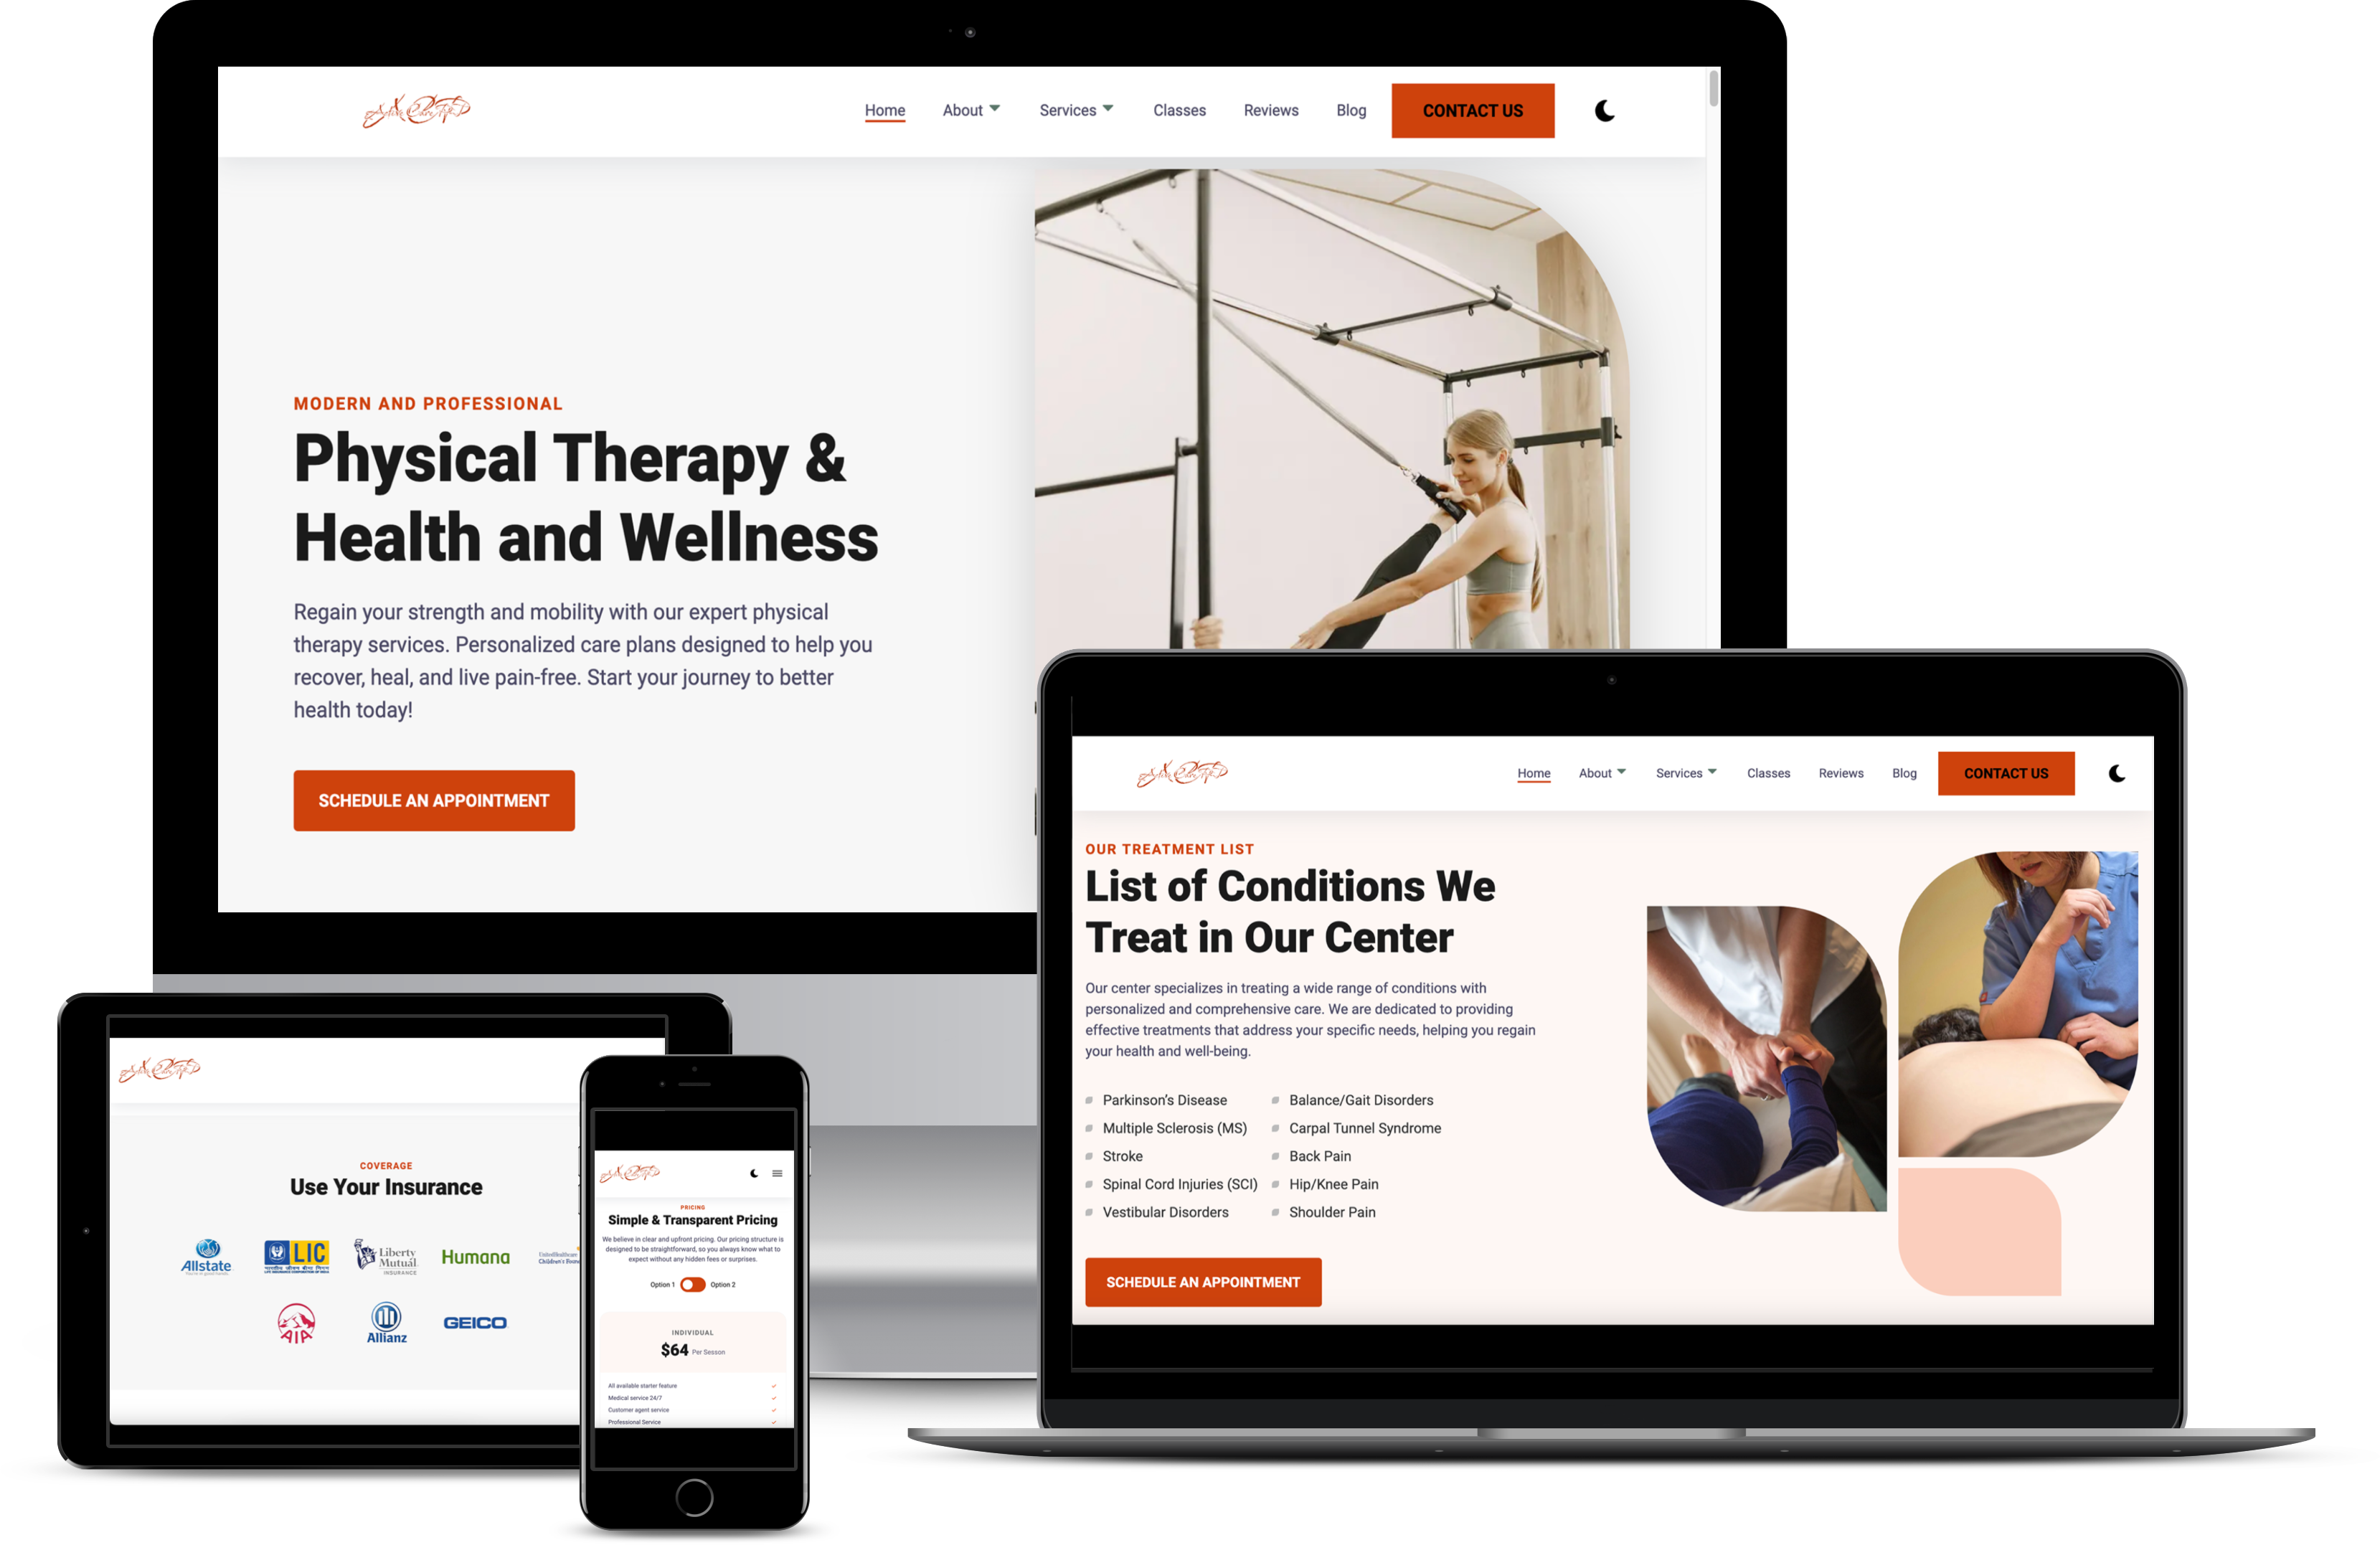 Home About Services Classes Reviews Blog CONTACT US
MODERN AND PROFESSIONAL
Physical Therapy &
Health and Wellness
Regain your strength and mobility with our expert physical
therapy services. Personalized care plans designed to help you
recover, heal, and live pain-free. Start your journey to better
health today!
SCHEDULE AN APPOINTMENT
Home About Services Classes Reviews Blog CONTACT US
OUR TREATMENT LIST
List of Conditions We
Treat in Our Center
Our center specializes in treating a wide range of conditions with
personalized and comprehensive care. We are dedicated to providing
effective treatments that address your specific needs, helping you regain
your health and well-being.
Parkinson's Disease
Multiple Sclerosis (MS)
Stroke
Spinal Cord Injuries (SCI)
Vestibular Disorders
Balance/Gait Disorders
Carpal Tunnel Syndrome
Back Pain
Hip/Knee Pain
Shoulder Pain
SCHEDULE AN APPOINTMENT
COVERAGE
Use Your Insurance
Allstate
LIC
Liberty
Mutual
INSURANCE
Humana
UnitedHealthcare
Children's
AIA
Allianz
GEICO
PRICING
Simple & Transparent Pricing
We believe in clear and upfront pricing. Our pricing structure is
designed to be straightforward, so you always know what to
expect without any hidden fees or surprises.
Option 1 Option 2
INDIVIDUAL
$64 Per Sesson
All available starter feature
Medical service 24/7
Customer agent service
Professional Service